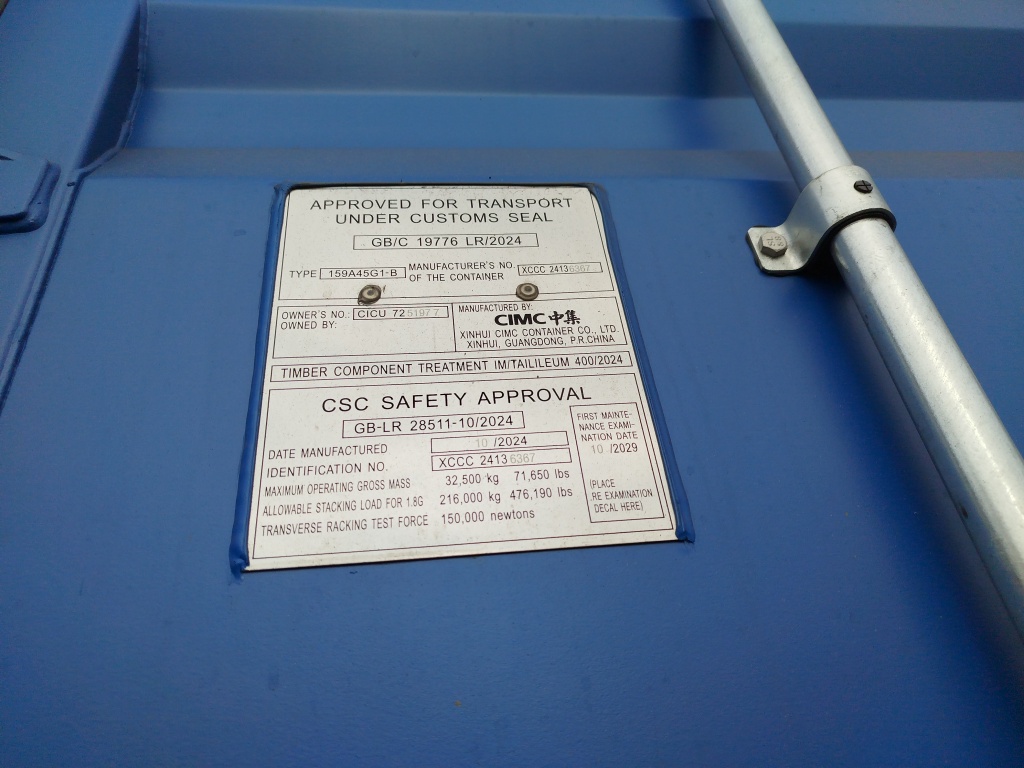 APPROVED FOR TRANSPORT
UNDER CUSTOMS SEAL
GB/C 19776 LR/2024
TYPE 159A45G1-B MANUFACTURER'S NO. OF THE CONTAINER XCCC 24136367
OWNER'S NO.: CICU 7251977
OWNED BY:
MANUFACTURED BY:
CIMC中集
XINHUI CIMC CONTAINER CO., LTD.
XINHUI, GUANGDONG, P.R.CHINA
TIMBER COMPONENT TREATMENT IM/TAILILEUM 400/2024
CSC SAFETY APPROVAL
GB-LR 28511-10/2024
DATE MANUFACTURED 10 /2024
IDENTIFICATION NO. XCCC 24136367
MAXIMUM OPERATING GROSS MASS 32,500 kg 71,650 lbs
ALLOWABLE STACKING LOAD FOR 1.8G 216,000 kg 476,190 lbs
TRANSVERSE RACKING TEST FORCE 150,000 newtons
FIRST MAINTE-
NANCE EXAMI-
NATION DATE
10 /2029
(PLACE
RE EXAMINATION
DECAL HERE)